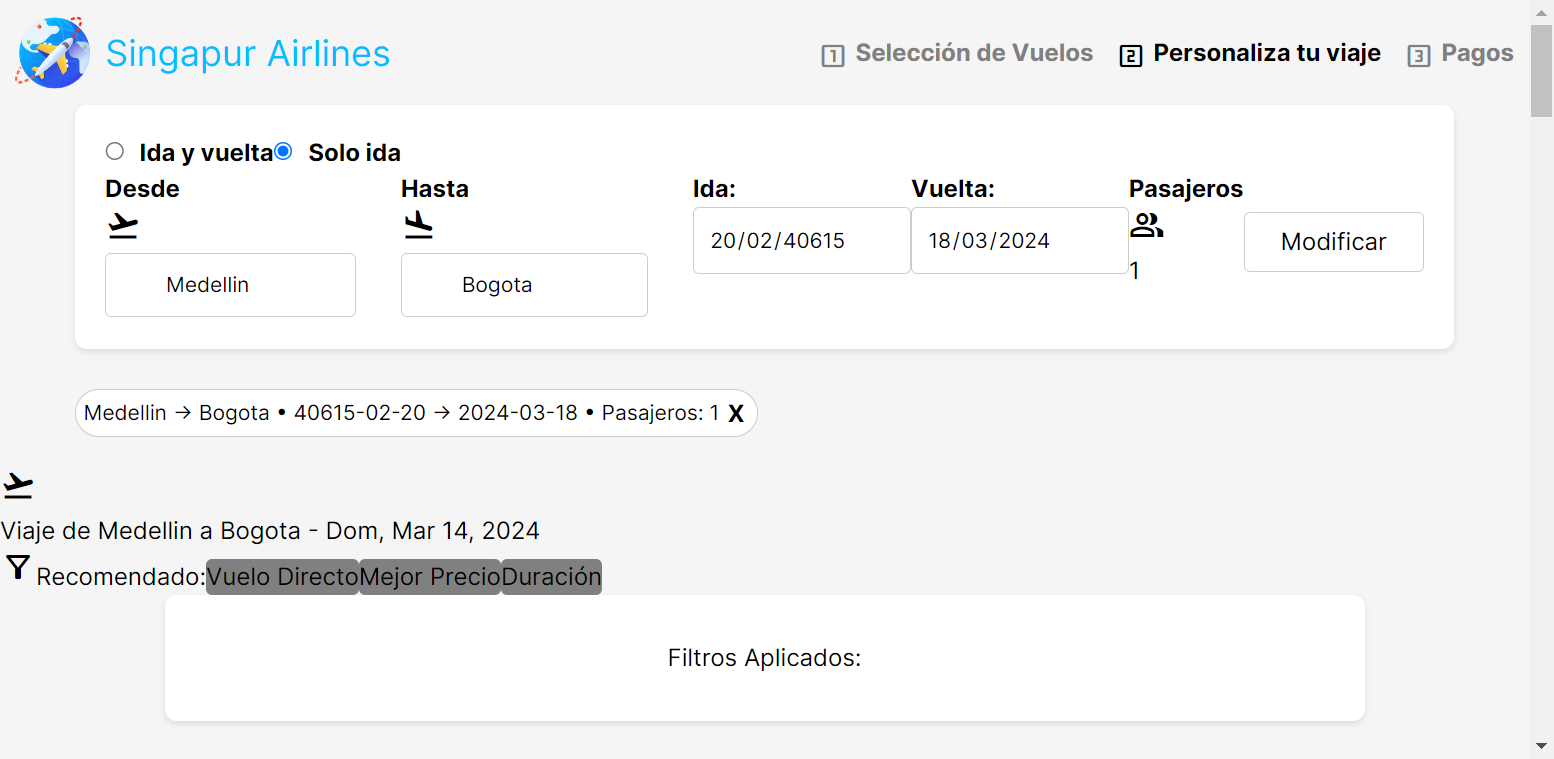 Singapur Airlines
1 Selección de Vuelos 2 Personaliza tu viaje 3 Pagos
Ida y vuelta Solo ida
Desde Hasta Ida: Vuelta: Pasajeros
20/02/40615 18/03/2024 Modificar
1
Medellin Bogota
Medellin → Bogota • 40615-02-20 → 2024-03-18 • Pasajeros: 1 X
Viaje de Medellin a Bogota - Dom, Mar 14, 2024
Recomendado: Vuelo Directo Mejor Precio Duración
Filtros Aplicados: